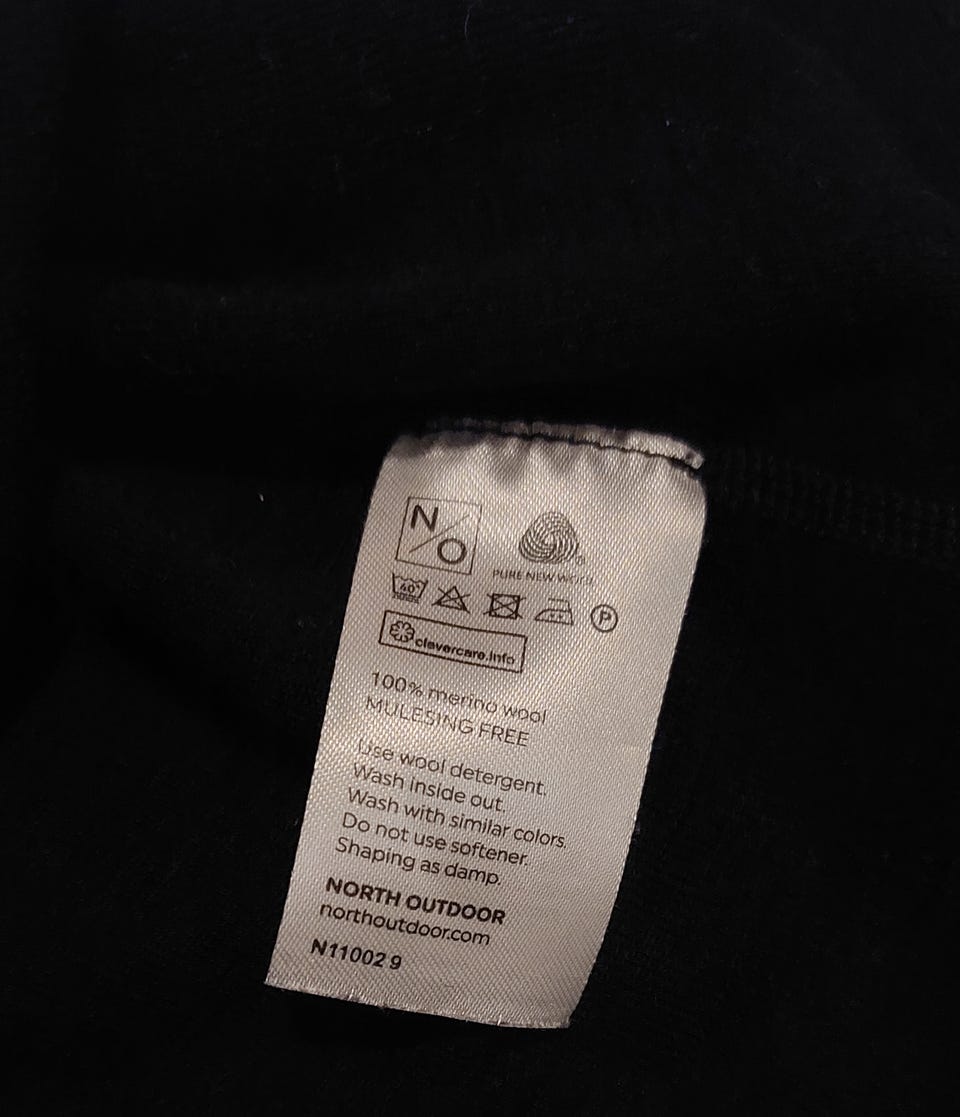 N/O
PURE NEW WOOL
40° P
clevercare.info
100% merino wool
MULESING FREE
Use wool detergent.
Wash inside out.
Wash with similar colors.
Do not use softener.
Shaping as damp.
NORTH OUTDOOR
northoutdoor.com
N11002 9